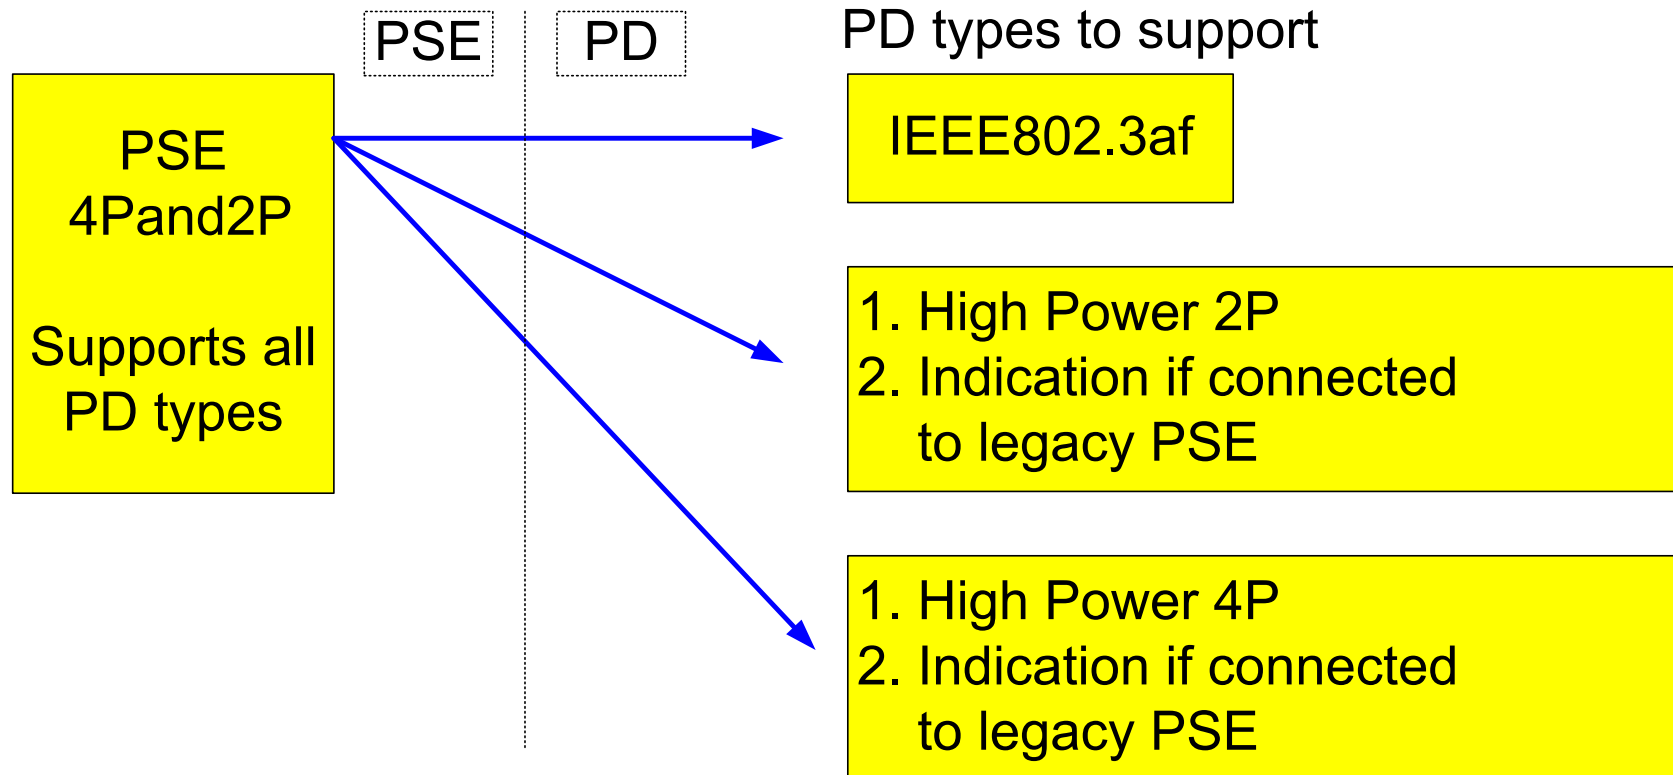 PSE
PD
PD types to support
PSE
4Pand2P
Supports all
PD types
IEEE802.3af
1. High Power 2P
2. Indication if connected
to legacy PSE
1. High Power 4P
2. Indication if connected
to legacy PSE